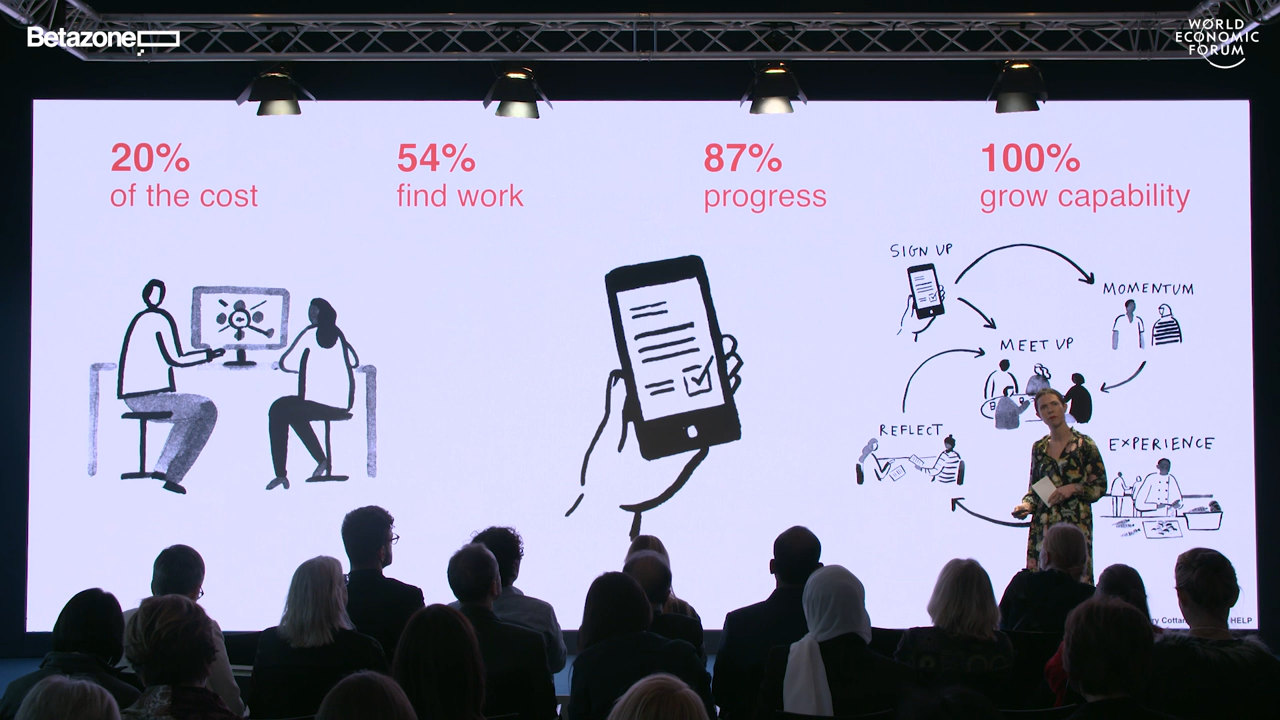 Betazone
WORLD
ECONOMIC
FORUM
20%
of the cost
54%
find work
87%
progress
100%
grow capability
SIGN UP
MOMENTUM
MEET UP
REFLECT
EXPERIENCE
HELP